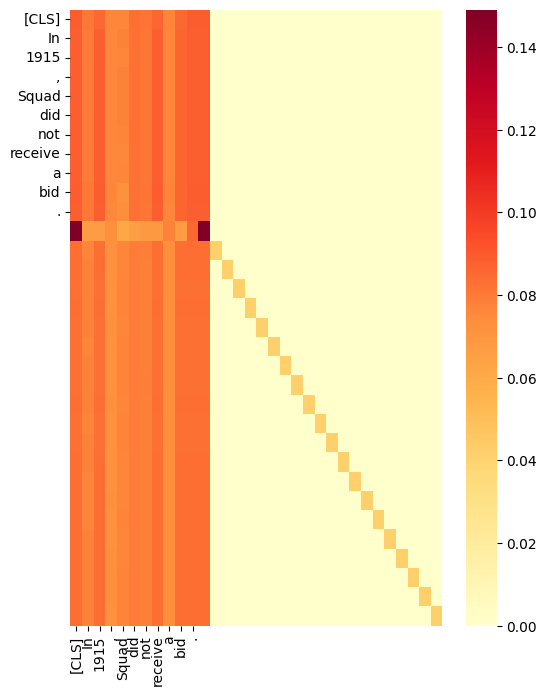 [CLS]
In
1915
,
Squad
did
not
receive
a
bid
.
0.14
0.12
0.10
0.08
0.06
0.04
0.02
0.00
[CLS]
In
1915
,
Squad
did
not
receive
a
bid
.